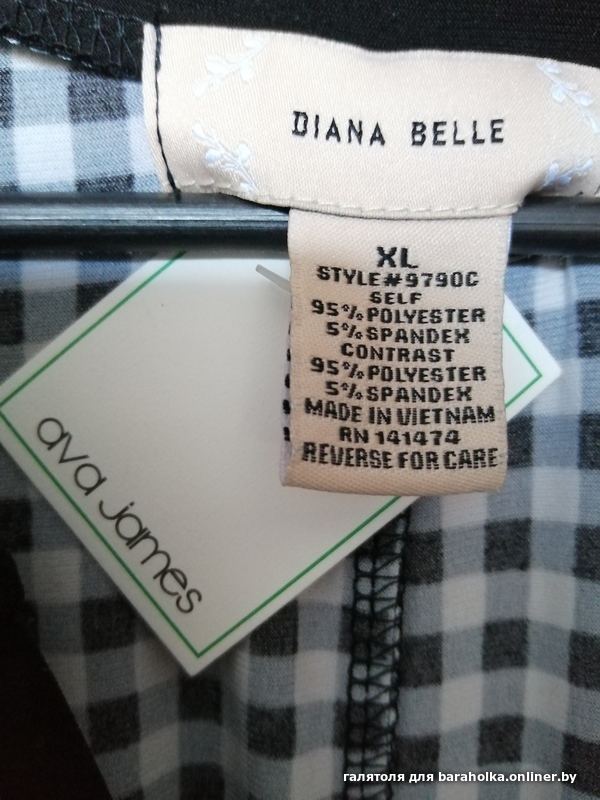 DIANA BELLE
XL
STYLE#9790C
SELF
95%POLYESTER
5%SPANDEX
CONTRAST
95%POLYESTER
5%SPANDEX
MADE IN VIETNAM
RN 141474
REVERSE FOR CARE
ava james
галятоля для baraholka.onliner.by